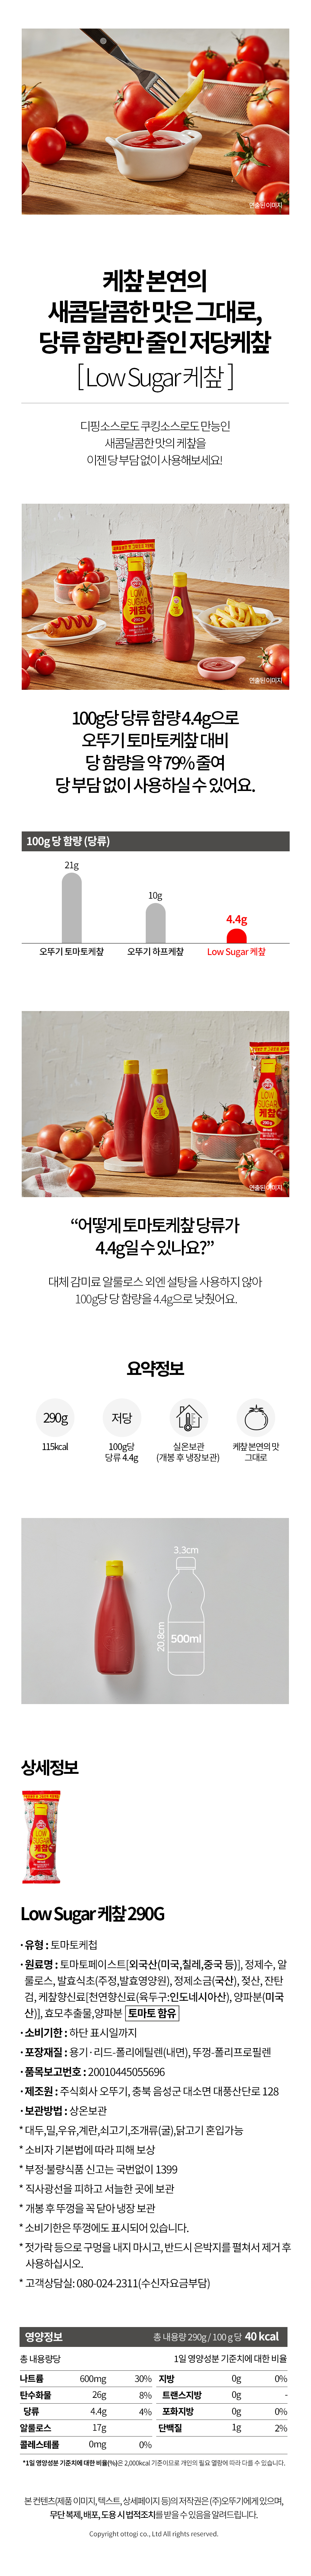 연출된 이미지
케챂 본연의
새콤달콤한 맛은 그대로,
당류 함량만 줄인 저당케챂
[ Low Sugar 케챂 ]
디핑소스로도 쿠킹소스로도 만능인
새콤달콤한 맛의 케챂을
이젠 당 부담 없이 사용해보세요!
LOW
SUGAR
케챂
연출된 이미지
100g당 당류 함량 4.4g으로
오뚜기 토마토케챂 대비
당 함량을 약 79% 줄여
당 부담 없이 사용하실 수 있어요.
100g 당 함량 (당류)
21g
10g
4.4g
오뚜기 토마토케챂
오뚜기 하프케챂
Low Sugar 케챂
LOW
SUGAR
케챂
연출된 이미지
“어떻게 토마토케챂 당류가
4.4g일 수 있나요?”
대체 감미료 알룰로스 외엔 설탕을 사용하지 않아
100g당 당 함량을 4.4g으로 낮췄어요.
요약정보
290g
저당
115kcal
100g당
당류 4.4g
실온보관
(개봉 후 냉장보관)
케챂 본연의 맛
그대로
3.3cm
20.8cm
500ml
상세정보
LOW
SUGAR
케챂
Low Sugar 케챂 290G
· 유형 : 토마토케첩
· 원료명 : 토마토페이스트[외국산(미국,칠레,중국 등)], 정제수, 알
룰로스, 발효식초(주정,발효영양원), 정제소금(국산), 젖산, 잔탄
검, 케챂향신료[천연향신료(육두구:인도네시아산), 양파분(미국
산)], 효모추출물,양파분 토마토 함유
· 소비기한 : 하단 표시일까지
· 포장재질 : 용기·리드-폴리에틸렌(내면), 뚜껑-폴리프로필렌
· 품목보고번호 : 20010445055696
· 제조원 : 주식회사 오뚜기, 충북 음성군 대소면 대풍산단로 128
· 보관방법 : 상온보관
* 대두,밀,우유,계란,쇠고기,조개류(굴),닭고기 혼입가능
* 소비자 기본법에 따라 피해 보상
* 부정·불량식품 신고는 국번없이 1399
* 직사광선을 피하고 서늘한 곳에 보관
* 개봉 후 뚜껑을 꼭 닫아 냉장 보관
* 소비기한은 뚜껑에도 표시되어 있습니다.
* 젓가락 등으로 구멍을 내지 마시고, 반드시 은박지를 펼쳐서 제거 후
사용하십시오.
* 고객상담실: 080-024-2311(수신자요금부담)
영양정보 총 내용량 290g / 100 g 당 40 kcal
총 내용량당 1일 영양성분 기준치에 대한 비율
나트륨 600mg 30% 지방 0g 0%
탄수화물 26g 8% 트랜스지방 0g -
당류 4.4g 4% 포화지방 0g 0%
알룰로스 17g 단백질 1g 2%
콜레스테롤 0mg 0%
*1일 영양성분 기준치에 대한 비율(%)은 2,000kcal 기준이므로 개인의 필요 열량에 따라 다를 수 있습니다.
본 컨텐츠(제품 이미지, 텍스트, 상세페이지 등)의 저작권은 (주)오뚜기에게 있으며,
무단 복제, 배포, 도용 시 법적조치를 받을 수 있음을 알려드립니다.
Copyright ottogi co., Ltd All rights reserved.